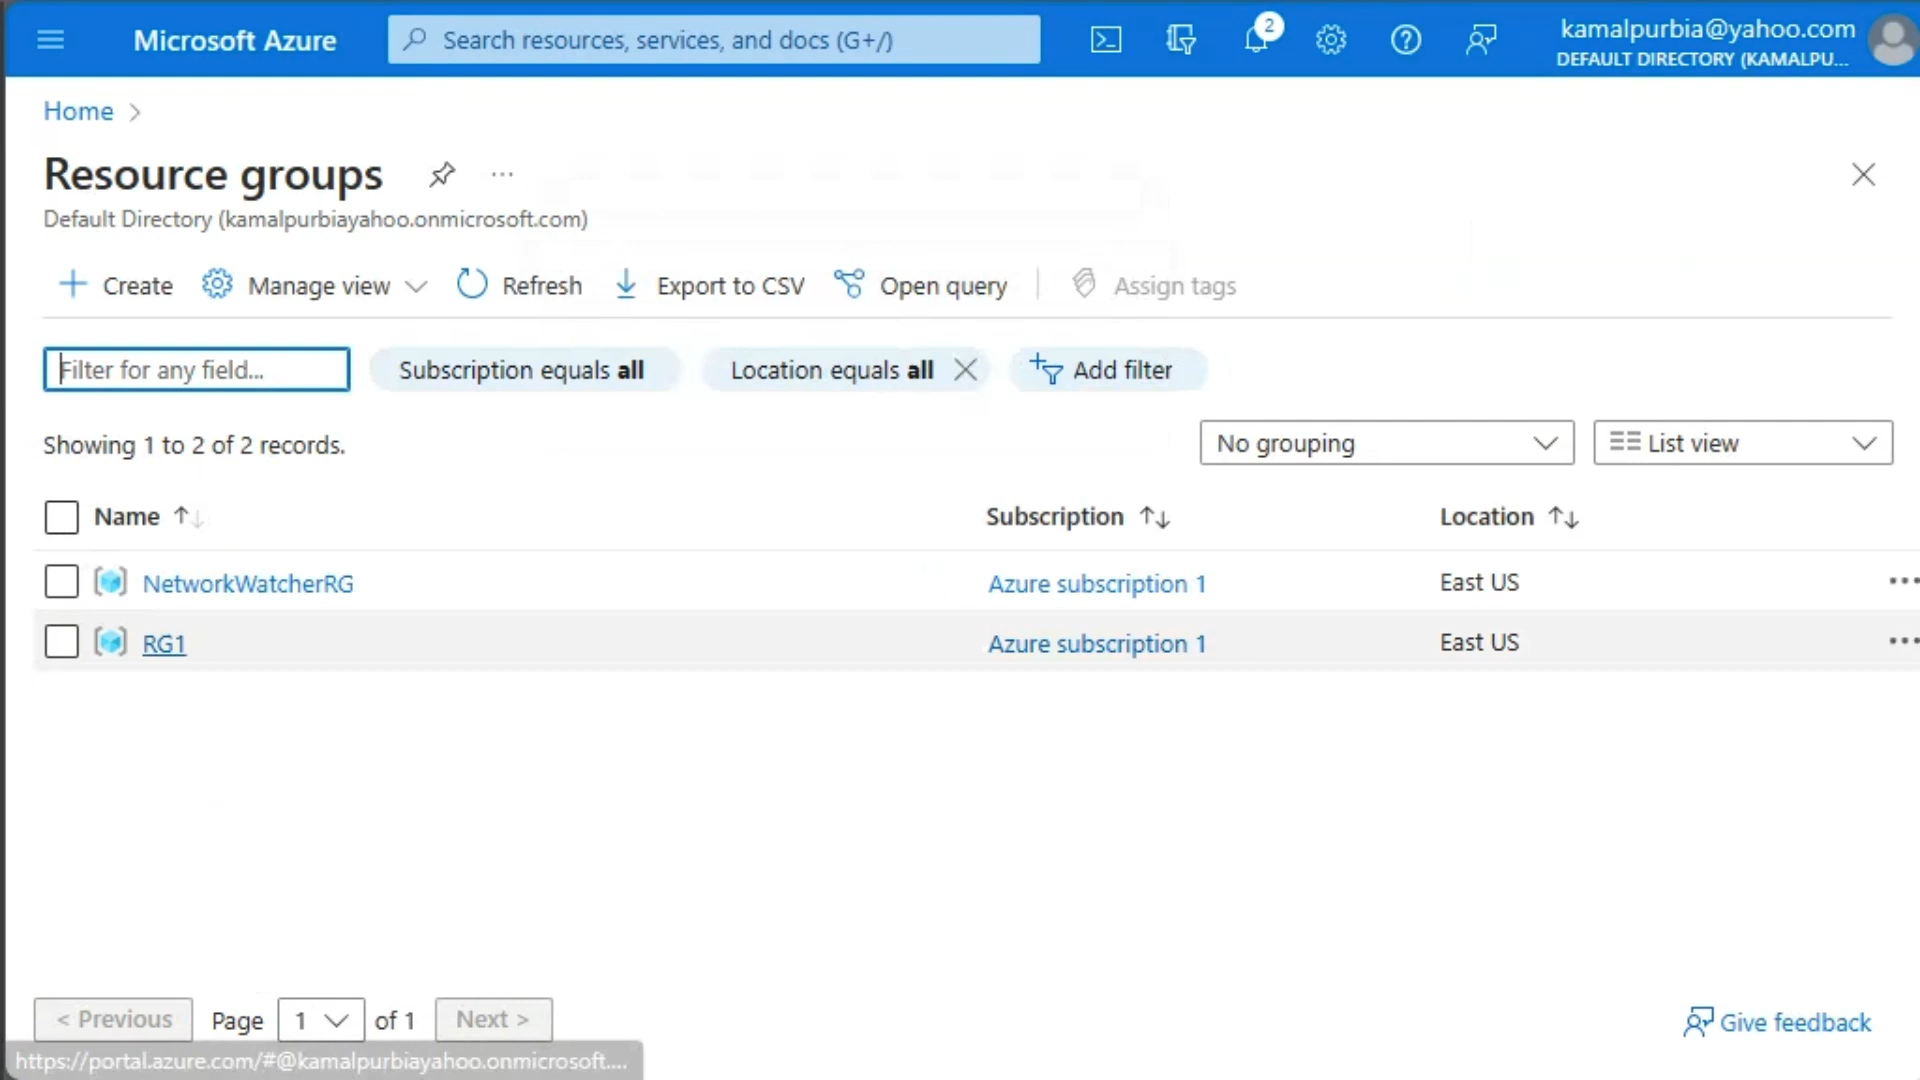 Microsoft Azure
Search resources, services, and docs (G+/)
2
kamalpurbia@yahoo.com
DEFAULT DIRECTORY (KAMALPU...
Home
Resource groups
Default Directory (kamalpurbiayahoo.onmicrosoft.com)
Create Manage view Refresh Export to CSV Open query Assign tags
Filter for any field... Subscription equals all Location equals all Add filter
Showing 1 to 2 of 2 records.
No grouping List view
Name Subscription Location
NetworkWatcherRG Azure subscription 1 East US
RG1 Azure subscription 1 East US
< Previous Page 1 of 1 Next >
Give feedback
https://portal.azure.com/#@kamalpurbiayahoo.onmicrosoft....